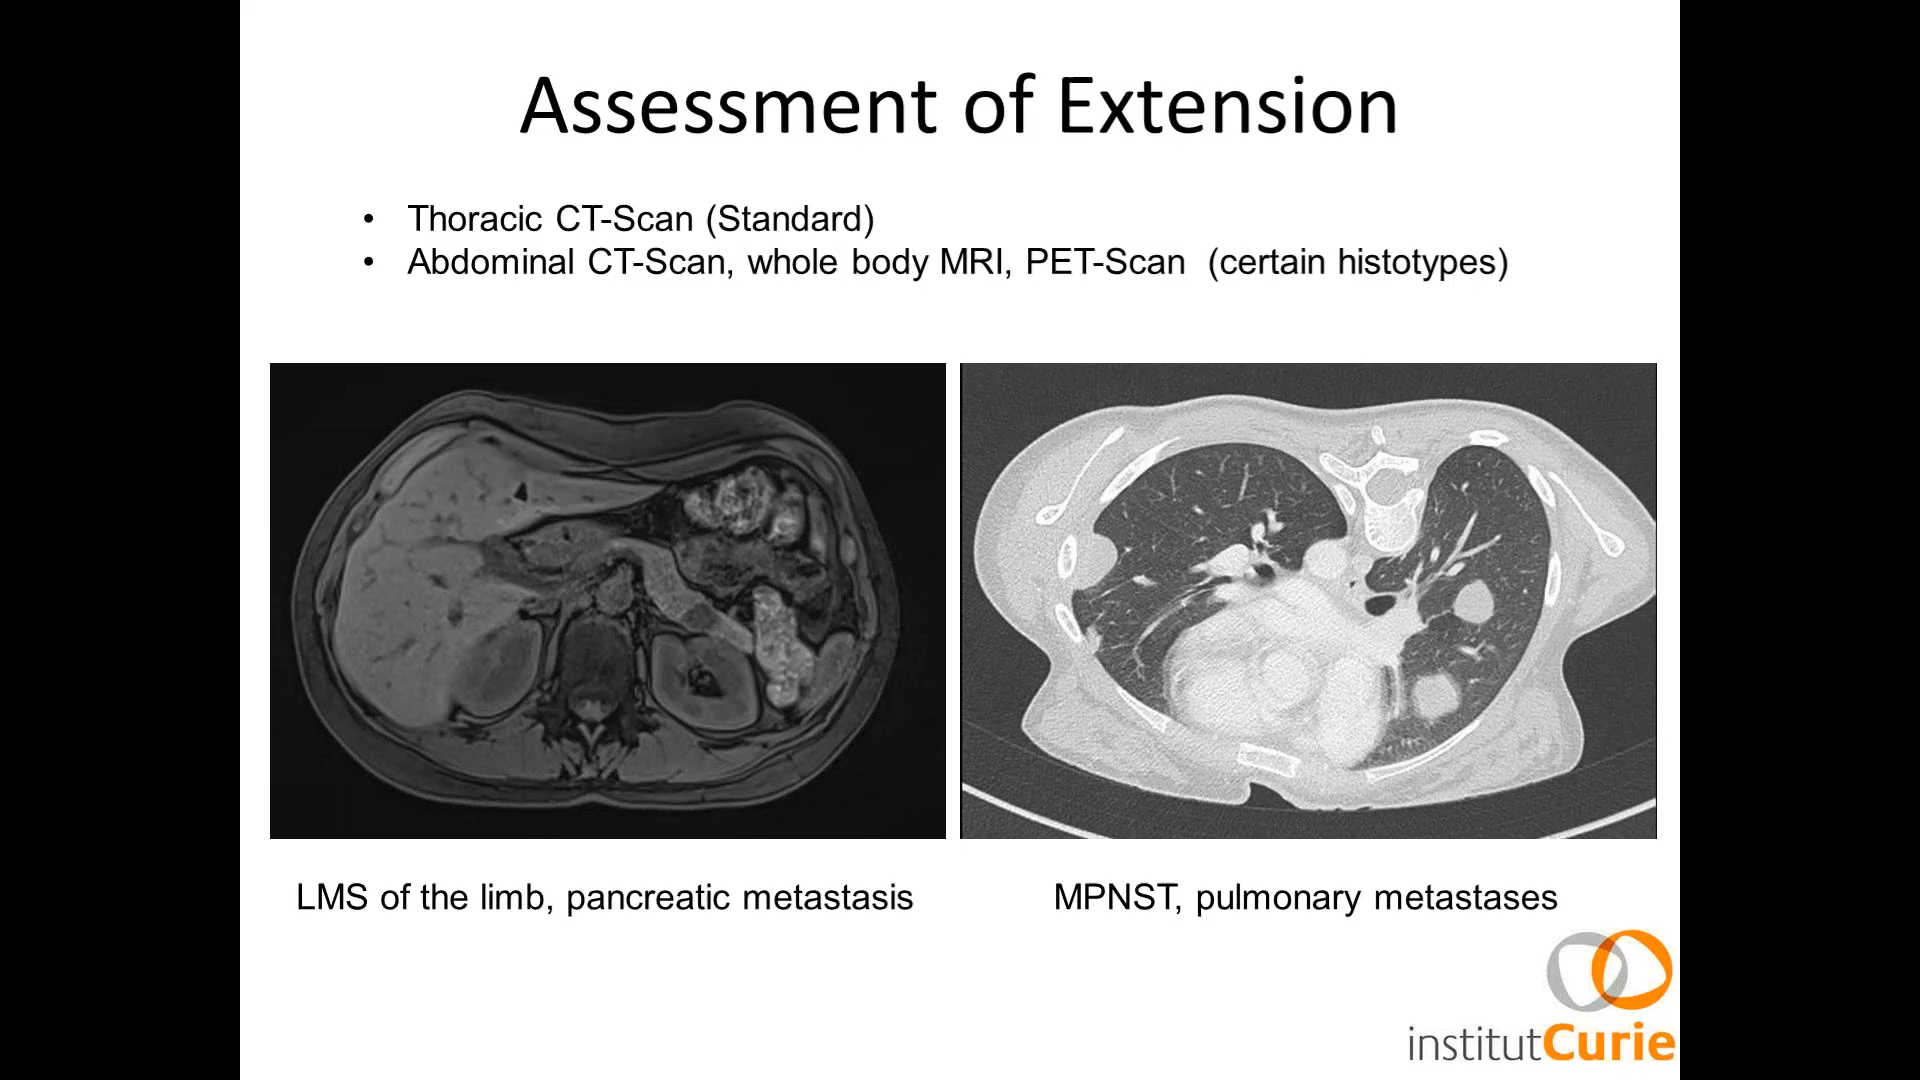 Assessment of Extension
• Thoracic CT-Scan (Standard)
• Abdominal CT-Scan, whole body MRI, PET-Scan (certain histotypes)
LMS of the limb, pancreatic metastasis
MPNST, pulmonary metastases
institutCurie